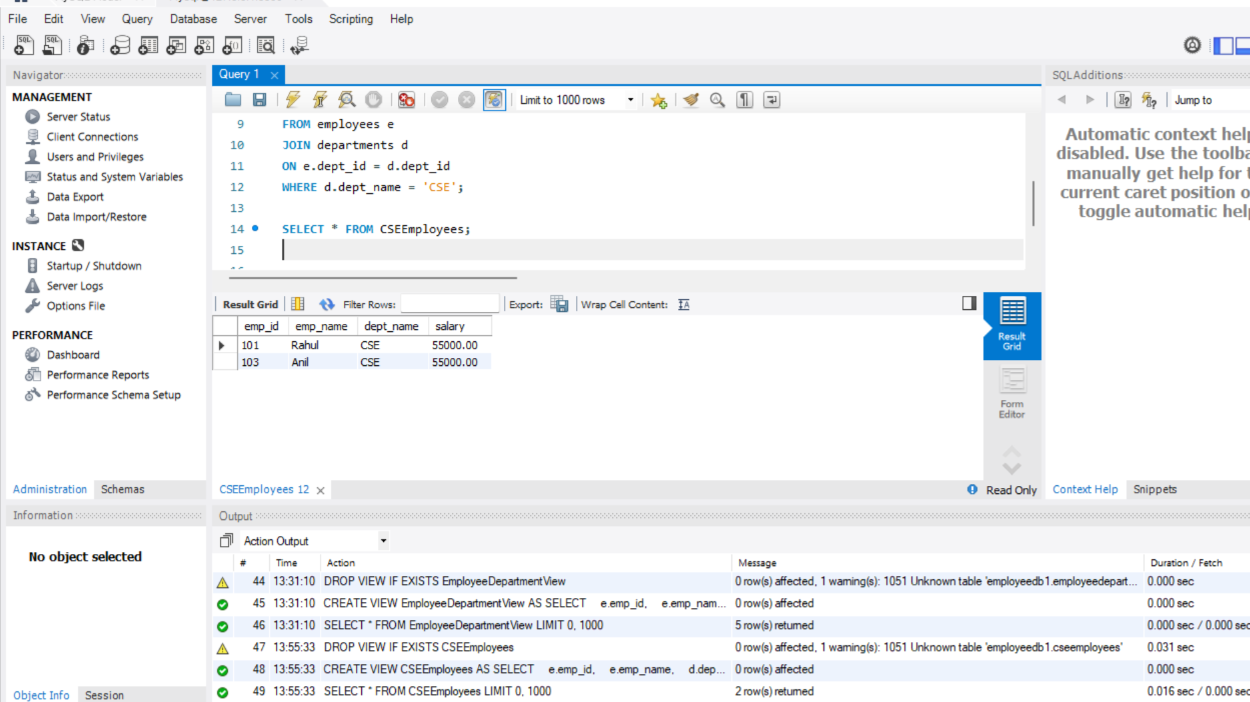 File Edit View Query Database Server Tools Scripting Help
Navigator
MANAGEMENT
Server Status
Client Connections
Users and Privileges
Status and System Variables
Data Export
Data Import/Restore
INSTANCE
Startup / Shutdown
Server Logs
Options File
PERFORMANCE
Dashboard
Performance Reports
Performance Schema Setup
Administration Schemas
Information
No object selected
Object Info Session
Query 1
Limit to 1000 rows
9 FROM employees e
10 JOIN departments d
11 ON e.dept_id = d.dept_id
12 WHERE d.dept_name = 'CSE';
13
14 SELECT * FROM CSEEmployees;
15
Result Grid Filter Rows: Export: Wrap Cell Content:
emp_id emp_name dept_name salary
101 Rahul CSE 55000.00
103 Anil CSE 55000.00
Result
Grid
Form
Editor
CSEEmployees 12 Read Only
SQLAdditions
Jump to
Automatic context help
disabled. Use the toolba
manually get help for t
current caret position o
toggle automatic help
Context Help Snippets
Output
Action Output
# Time Action Message Duration / Fetch
44 13:31:10 DROP VIEW IF EXISTS EmployeeDepartmentView 0 row(s) affected, 1 warning(s): 1051 Unknown table 'employeedb1.employeedepart... 0.000 sec
45 13:31:10 CREATE VIEW EmployeeDepartmentView AS SELECT e.emp_id, e.emp_nam... 0 row(s) affected 0.000 sec
46 13:31:10 SELECT * FROM EmployeeDepartmentView LIMIT 0, 1000 5 row(s) returned 0.000 sec / 0.000 sec
47 13:55:33 DROP VIEW IF EXISTS CSEEmployees 0 row(s) affected, 1 warning(s): 1051 Unknown table 'employeedb1.cseemployees' 0.031 sec
48 13:55:33 CREATE VIEW CSEEmployees AS SELECT e.emp_id, e.emp_name, d.dep... 0 row(s) affected 0.000 sec
49 13:55:33 SELECT * FROM CSEEmployees LIMIT 0, 1000 2 row(s) returned 0.016 sec / 0.000 sec